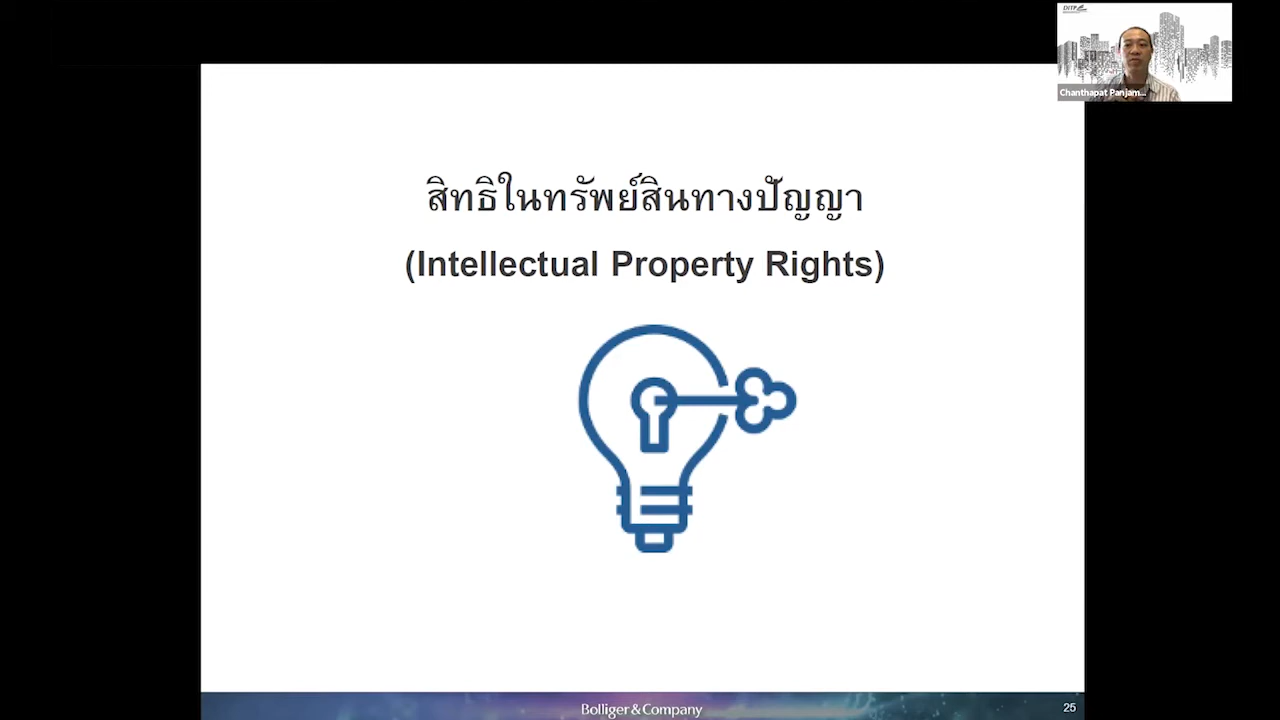 DITP
Chanthapat Panjam...
สิทธิในทรัพย์สินทางปัญญา
(Intellectual Property Rights)
Bolliger & Company
25